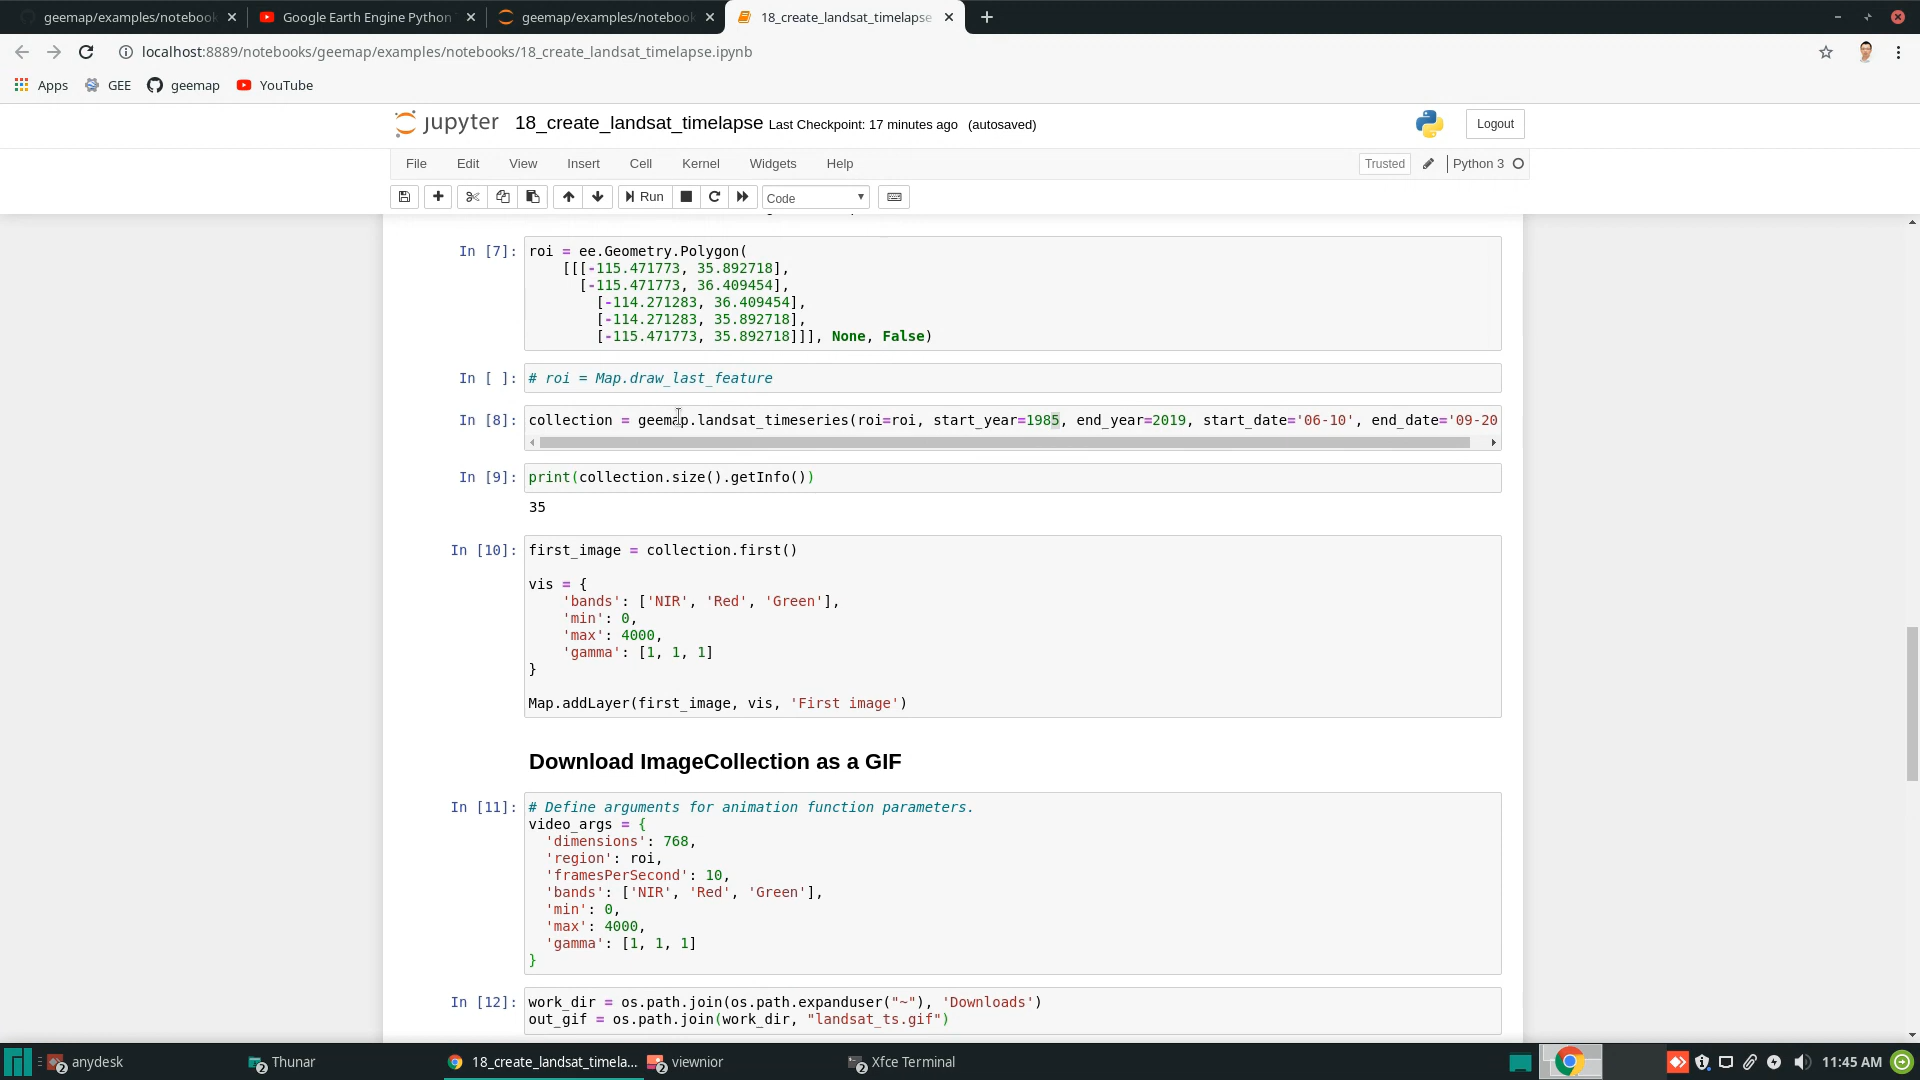 geemap/examples/notebook
Google Earth Engine Python
geemap/examples/notebook
18_create_landsat_timelapse
localhost:8889/notebooks/geemap/examples/notebooks/18_create_landsat_timelapse.ipynb
Apps
GEE
geemap
YouTube
jupyter
18_create_landsat_timelapse Last Checkpoint: 17 minutes ago (autosaved)
Logout
File
Edit
View
Insert
Cell
Kernel
Widgets
Help
Trusted
Python 3
Run
Code
In [7]: roi = ee.Geometry.Polygon(
[[[-115.471773, 35.892718],
[-115.471773, 36.409454],
[-114.271283, 36.409454],
[-114.271283, 35.892718],
[-115.471773, 35.892718]]], None, False)
In [ ]: # roi = Map.draw_last_feature
In [8]: collection = geemap.landsat_timeseries(roi=roi, start_year=1985, end_year=2019, start_date='06-10', end_date='09-20
In [9]: print(collection.size().getInfo())
35
In [10]: first_image = collection.first()
vis = {
'bands': ['NIR', 'Red', 'Green'],
'min': 0,
'max': 4000,
'gamma': [1, 1, 1]
}
Map.addLayer(first_image, vis, 'First image')
Download ImageCollection as a GIF
In [11]: # Define arguments for animation function parameters.
video_args = {
'dimensions': 768,
'region': roi,
'framesPerSecond': 10,
'bands': ['NIR', 'Red', 'Green'],
'min': 0,
'max': 4000,
'gamma': [1, 1, 1]
}
In [12]: work_dir = os.path.join(os.path.expanduser("~"), 'Downloads')
out_gif = os.path.join(work_dir, "landsat_ts.gif")
2 anydesk
2 Thunar
18_create_landsat_timela...
2 viewnior
2 Xfce Terminal
11:45 AM